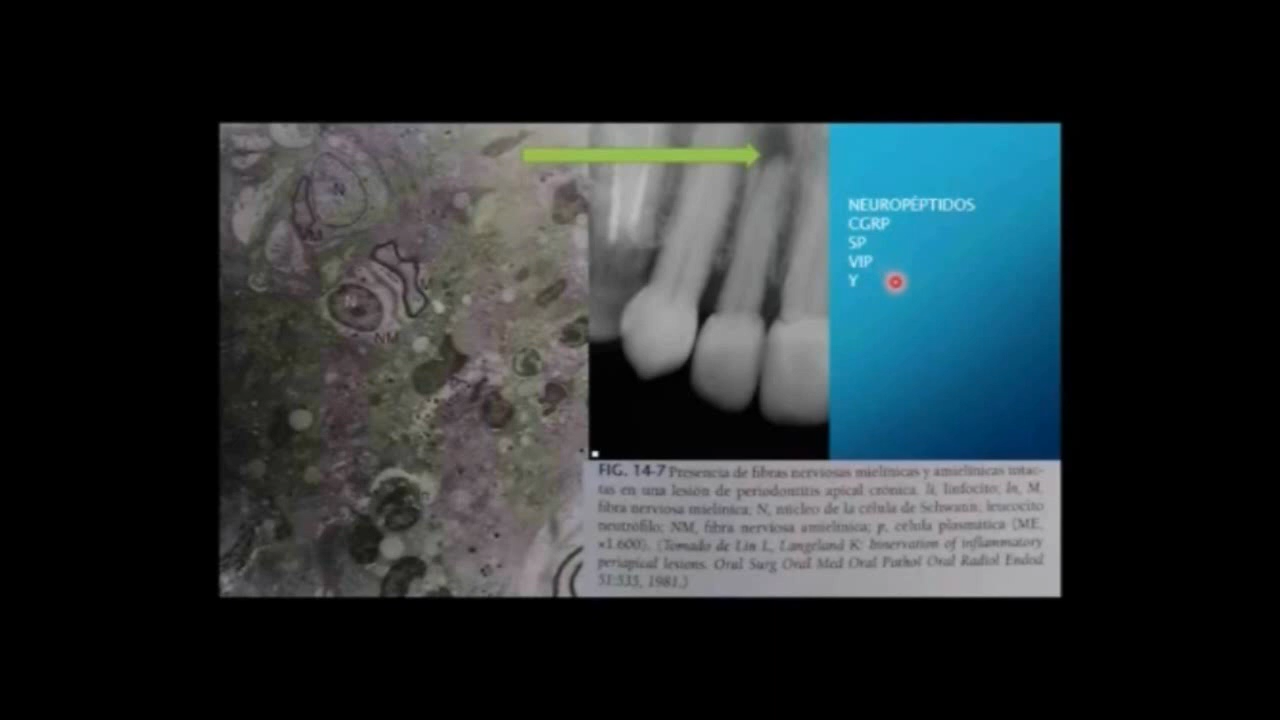 N
M
M
N
NM
NEUROPÉPTIDOS
CGRP
SP
VIP
Y
FIG. 14-7 Presencia de fibras nerviosas mielínicas y amielínicas intac-
tas en una lesión de periodontitis apical crónica. li, linfocito; ln, M,
fibra nerviosa mielínica; N, núcleo de la célula de Schwann; leucocito
neutrófilo; NM, fibra nerviosa amielínica; p, célula plasmática (ME,
×1.600). (Tomado de Lin L, Langeland K: Innervation of inflammatory
periapical lesions. Oral Surg Oral Med Oral Pathol Oral Radiol Endod
51:535, 1981.)